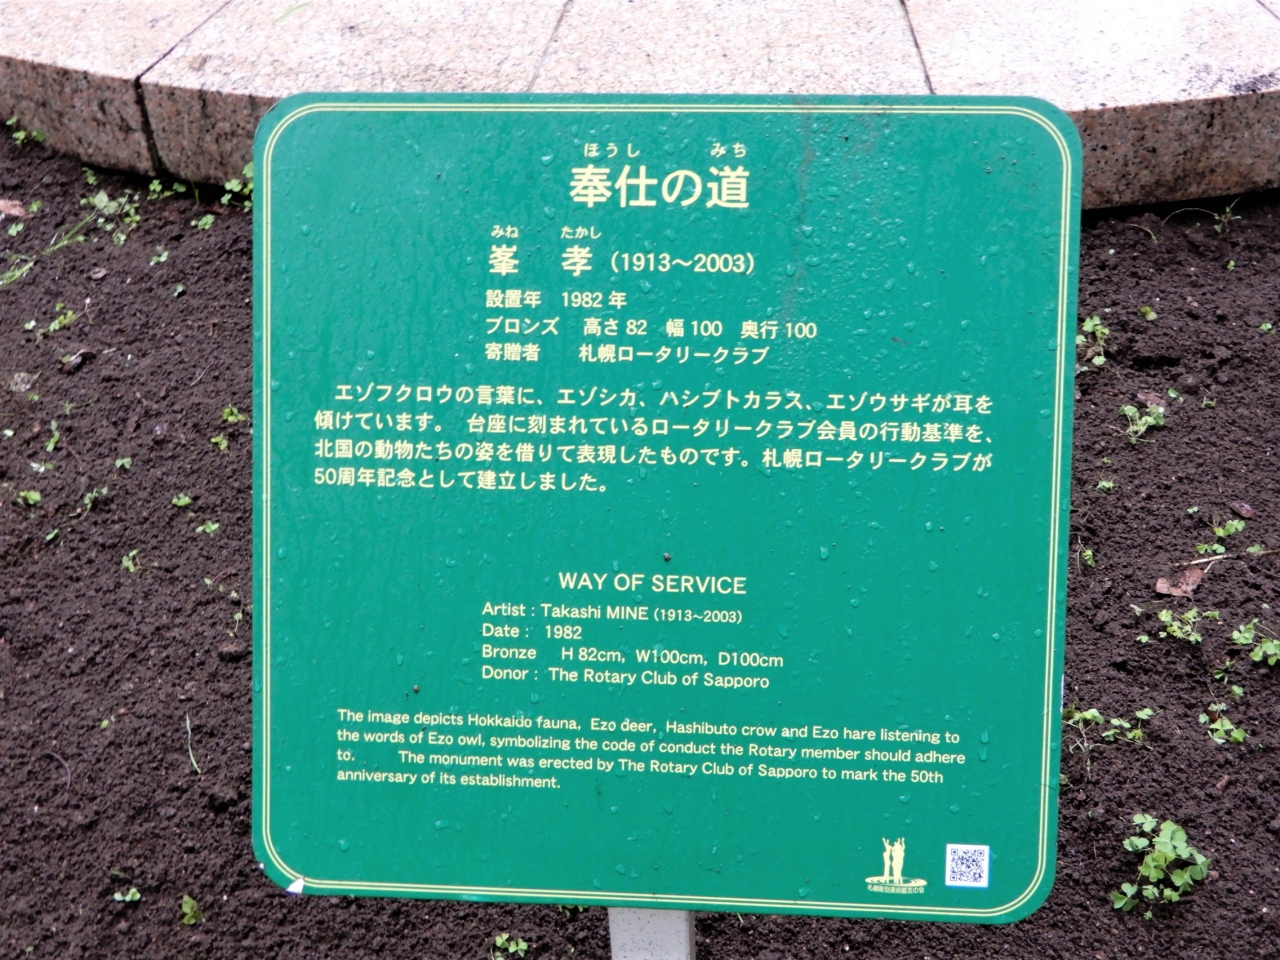 ほうし みち
奉仕の道
みね たかし
峯 孝 (1913～2003)
設置年 1982 年
ブロンズ 高さ 82 幅 100 奥行 100
寄贈者 札幌ロータリークラブ
エゾフクロウの言葉に、エゾシカ、ハシブトカラス、エゾウサギが耳を
傾けています。 台座に刻まれているロータリークラブ会員の行動基準を、
北国の動物たちの姿を借りて表現したものです。札幌ロータリークラブが
50周年記念として建立しました。
WAY OF SERVICE
Artist : Takashi MINE (1913~2003)
Date : 1982
Bronze H 82cm, W100cm, D100cm
Donor : The Rotary Club of Sapporo
The image depicts Hokkaido fauna, Ezo deer, Hashibuto crow and Ezo hare listening to
the words of Ezo owl, symbolizing the code of conduct the Rotary member should adhere
to. The monument was erected by The Rotary Club of Sapporo to mark the 50th
anniversary of its establishment.